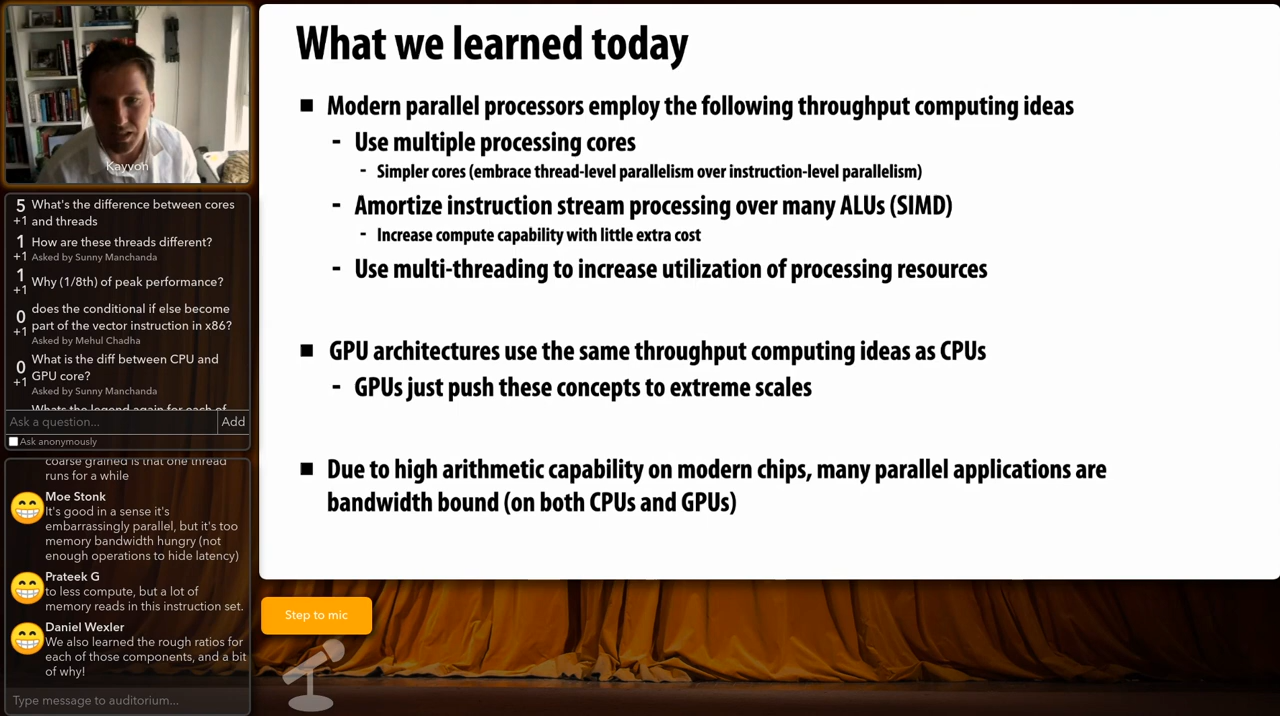 Kayvon
5 What's the difference between cores
+1 and threads
1 How are these threads different?
+1 Asked by Sunny Manchanda
1 Why (1/8th) of peak performance?
+1
0 does the conditional if else become
+1 part of the vector instruction in x86?
Asked by Mehul Chadha
0 What is the diff between CPU and
+1 GPU core?
Asked by Sunny Manchanda
Whats the legend again for each of
Ask a question...
Add
Ask anonymously
coarse grained is that one thread
runs for a while
Moe Stonk
It's good in a sense it's
embarrassingly parallel, but it's too
memory bandwidth hungry (not
enough operations to hide latency)
Prateek G
to less compute, but a lot of
memory reads in this instruction set.
Daniel Wexler
We also learned the rough ratios for
each of those components, and a bit
of why!
Type message to auditorium...
What we learned today
■ Modern parallel processors employ the following throughput computing ideas
- Use multiple processing cores
- Simpler cores (embrace thread-level parallelism over instruction-level parallelism)
- Amortize instruction stream processing over many ALUs (SIMD)
- Increase compute capability with little extra cost
- Use multi-threading to increase utilization of processing resources
■ GPU architectures use the same throughput computing ideas as CPUs
- GPUs just push these concepts to extreme scales
■ Due to high arithmetic capability on modern chips, many parallel applications are
bandwidth bound (on both CPUs and GPUs)
Step to mic